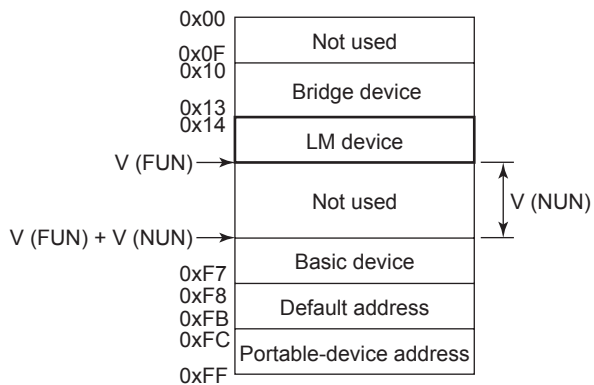 0x00
Not used
0x0F
0x10
Bridge device
0x13
0x14
LM device
V (FUN)
Not used
V (NUN)
V (FUN) + V (NUN)
Basic device
0xF7
0xF8
Default address
0xFB
0xFC
Portable-device address
0xFF